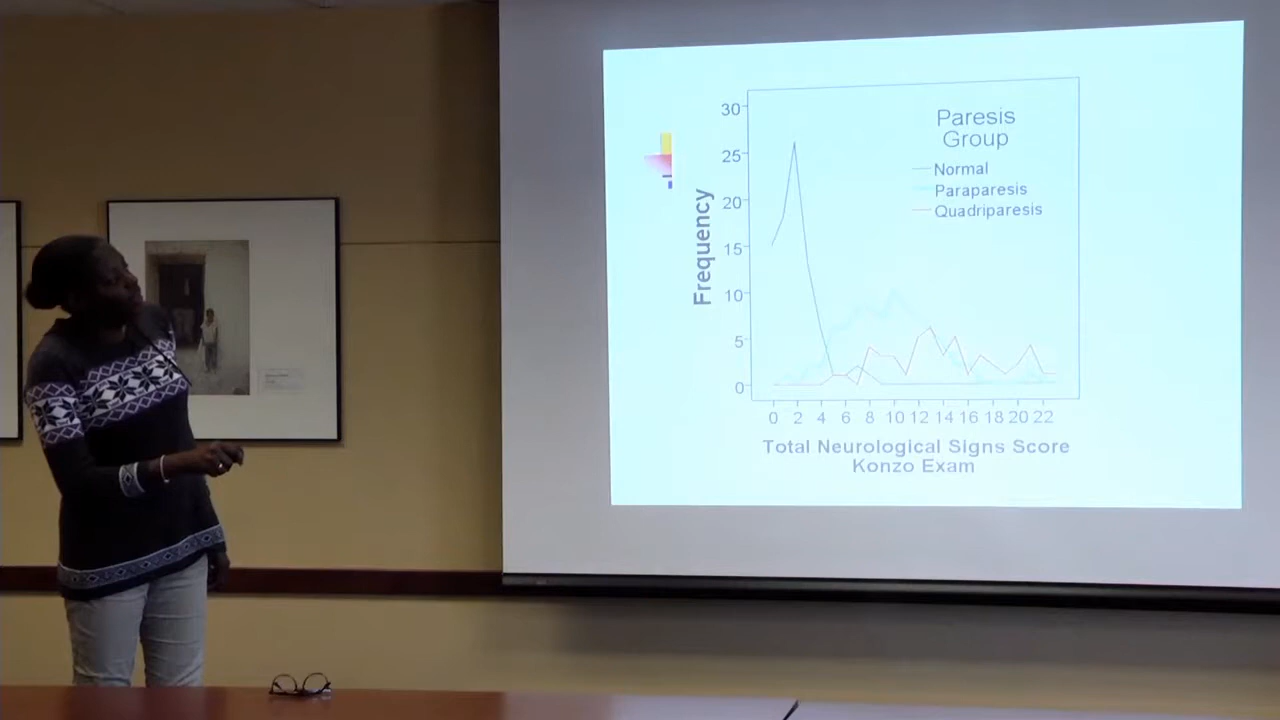 Paresis
Group
Normal
Paraparesis
Quadriparesis
Frequency
30
25
20
15
10
5
0
0 2 4 6 8 10 12 14 16 18 20 22
Total Neurological Signs Score
Konzo Exam